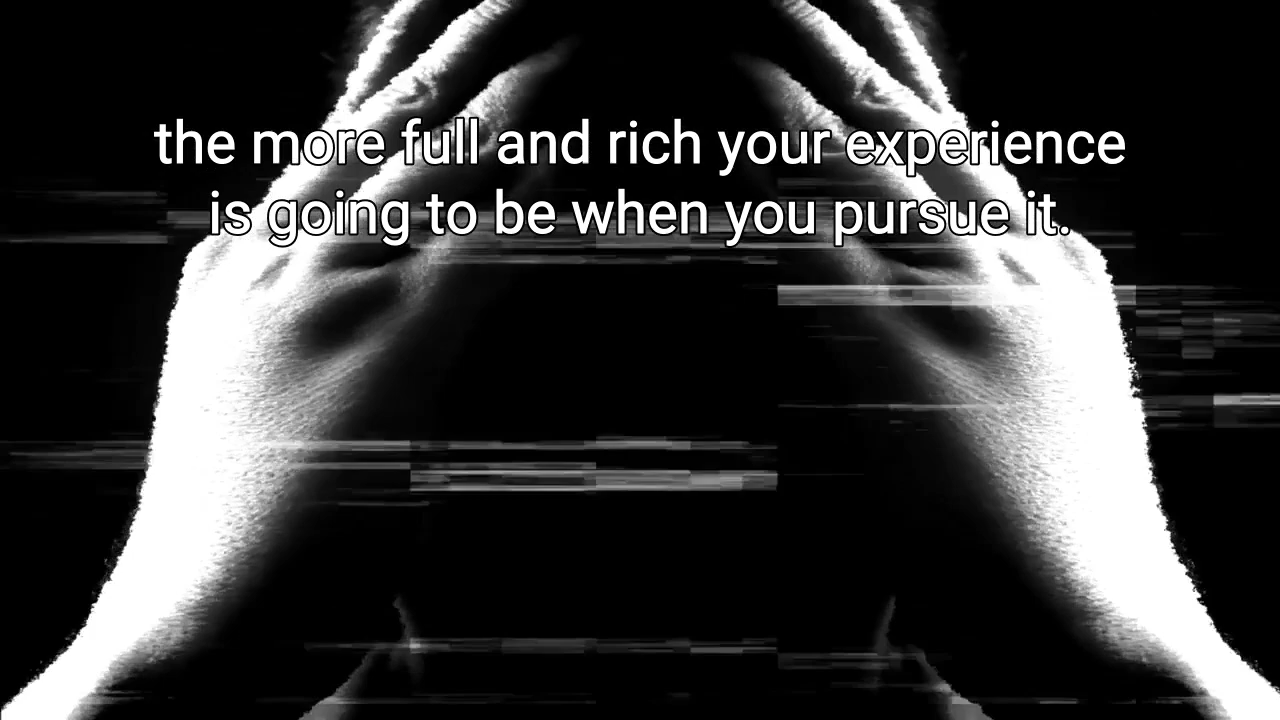 the more full and rich your experience
is going to be when you pursue it.